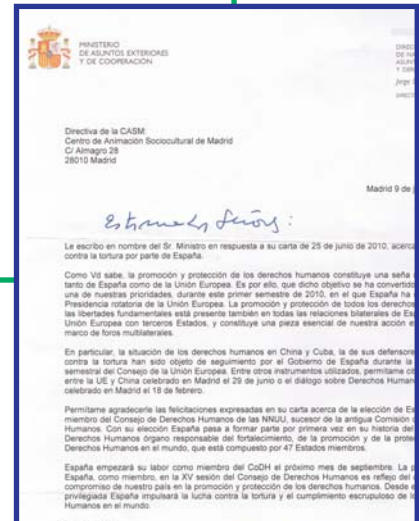 MINISTERIO
DE ASUNTOS EXTERIORES
Y DE COOPERACIÓN
DIREC
DE NA
ASUNT
Y DER
Jorge
DIRECT
Directiva de la CASM:
Centro de Animación Sociocultural de Madrid
C/ Almagro 28
28010 Madrid
Madrid 9 de j
Estimados Señores:
Le escribo en nombre del Sr. Ministro en respuesta a su carta de 25 de junio de 2010, acerca
contra la tortura por parte de España.
Como Vd sabe, la promoción y protección de los derechos humanos constituye una seña
tanto de España como de la Unión Europea. Es por ello, que dicho objetivo se ha convertido
una de nuestras prioridades, durante este primer semestre de 2010, en el que España ha
Presidencia rotatoria de la Unión Europea. La promoción y protección de todos los derechos
las libertades fundamentales está presente también en todas las relaciones bilaterales de Es
Unión Europea con terceros Estados, y constituye una pieza esencial de nuestra acción e
marco de foros multilaterales.
En particular, la situación de los derechos humanos en China y Cuba, la de sus defensore
contra la tortura han sido objeto de seguimiento por el Gobierno de España durante la
semestral del Consejo de la Unión Europea. Entre otros instrumentos utilizados, permítame cit
entre la UE y China celebrado en Madrid el 29 de junio o el diálogo sobre Derechos Human
celebrado en Madrid el 18 de febrero.
Permítame agradecerle las felicitaciones expresadas en su carta acerca de la elección de Es
miembro del Consejo de Derechos Humanos de las NNUU, sucesor de la antigua Comisión
Humanos. Con su elección España pasa a formar parte por primera vez en su historia del
Derechos Humanos órgano responsable del fortalecimiento, de la promoción y de la prote
Derechos Humanos en el mundo, que está compuesto por 47 Estados miembros.
España empezará su labor como miembro del CoDH el próximo mes de septiembre. La p
España, como miembro, en la XV sesión del Consejo de Derechos Humanos es reflejo del
compromiso de nuestro país en la promoción y protección de los derechos humanos. Desde e
privilegiada España impulsará la lucha contra la tortura y el cumplimiento escrupuloso de l
Humanos en el mundo.